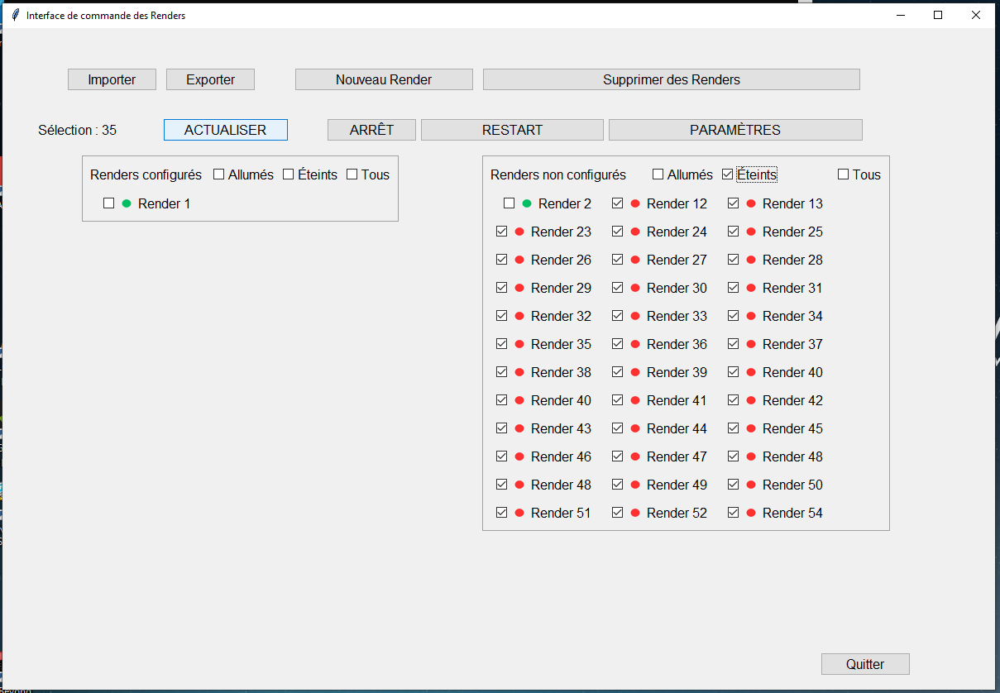 Interface de commande des Renders
Importer Exporter Nouveau Render Supprimer des Renders
Sélection : 35 ACTUALISER ARRÊT RESTART PARAMÈTRES
Renders configurés Allumés Éteints Tous
Render 1
Renders non configurés Allumés Éteints Tous
Render 2 Render 12 Render 13
Render 23 Render 24 Render 25
Render 26 Render 27 Render 28
Render 29 Render 30 Render 31
Render 32 Render 33 Render 34
Render 35 Render 36 Render 37
Render 38 Render 39 Render 40
Render 40 Render 41 Render 42
Render 43 Render 44 Render 45
Render 46 Render 47 Render 48
Render 48 Render 49 Render 50
Render 51 Render 52 Render 54
Quitter